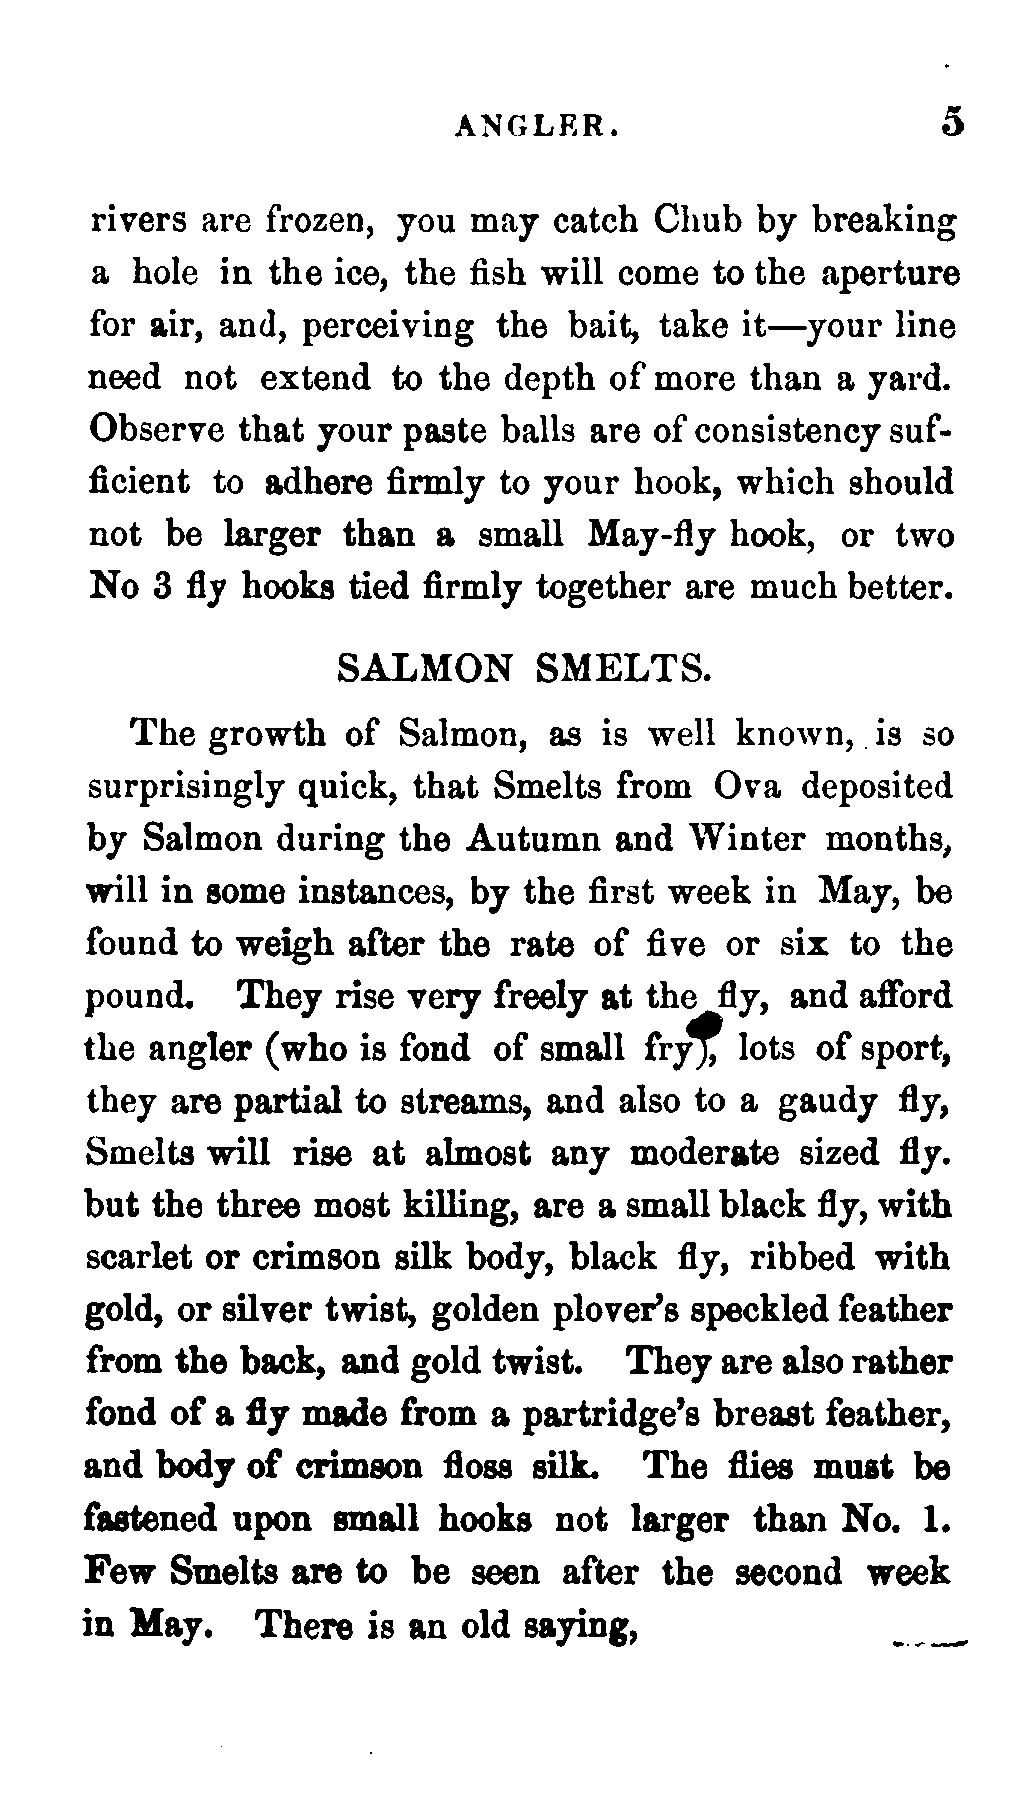 ANGLER. 5
rivers are frozen, you may catch Chub by breaking
a hole in the ice, the fish will come to the aperture
for air, and, perceiving the bait, take it—your line
need not extend to the depth of more than a yard.
Observe that your paste balls are of consistency suf-
ficient to adhere firmly to your hook, which should
not be larger than a small May-fly hook, or two
No 3 fly hooks tied firmly together are much better.
SALMON SMELTS.
The growth of Salmon, as is well known, is so
surprisingly quick, that Smelts from Ova deposited
by Salmon during the Autumn and Winter months,
will in some instances, by the first week in May, be
found to weigh after the rate of five or six to the
pound. They rise very freely at the fly, and afford
the angler (who is fond of small fry), lots of sport,
they are partial to streams, and also to a gaudy fly,
Smelts will rise at almost any moderate sized fly.
but the three most killing, are a small black fly, with
scarlet or crimson silk body, black fly, ribbed with
gold, or silver twist, golden plover's speckled feather
from the back, and gold twist. They are also rather
fond of a fly made from a partridge's breast feather,
and body of crimson floss silk. The flies must be
fastened upon small hooks not larger than No. 1.
Few Smelts are to be seen after the second week
in May. There is an old saying,